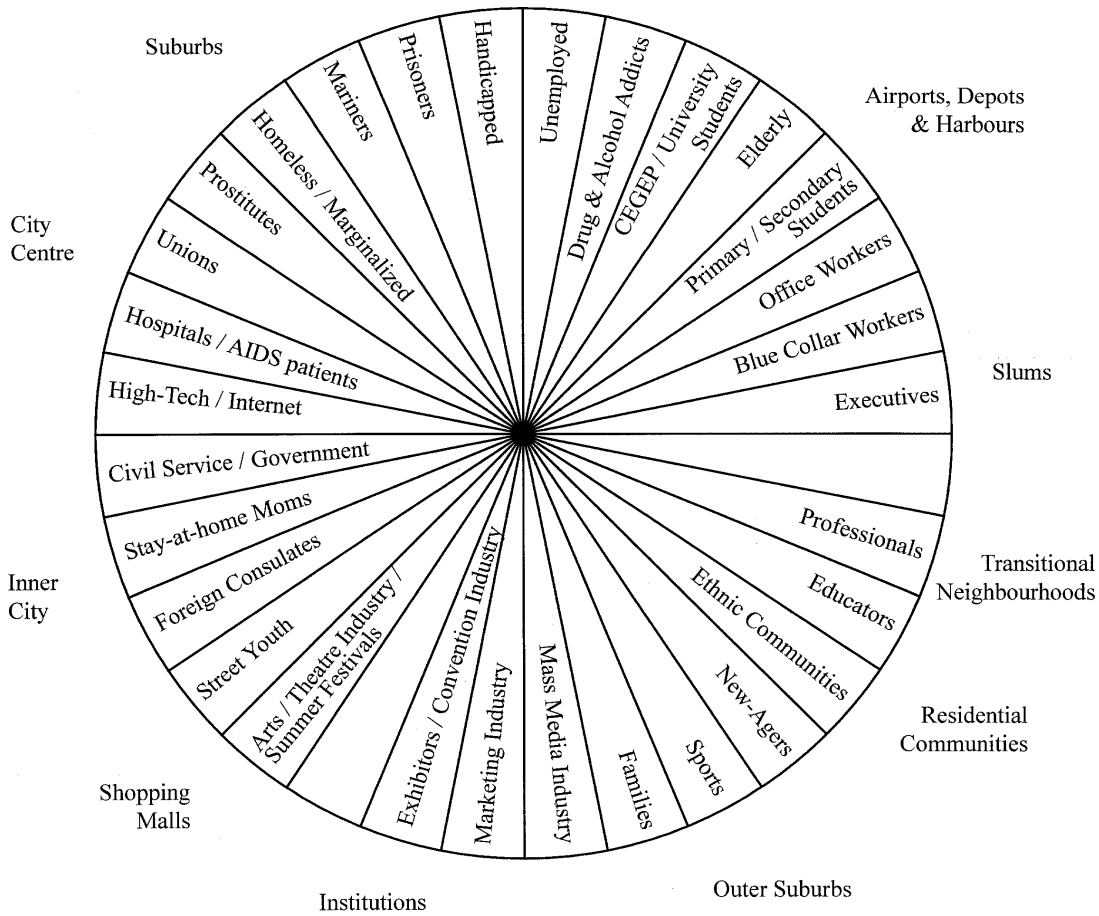 Suburbs
Airports, Depots
& Harbours
City
Centre
Slums
Inner
City
Transitional
Neighbourhoods
Residential
Communities
Shopping
Malls
Institutions
Outer Suburbs
Unemployed
Drug & Alcohol Addicts
CEGEP / University
Students
Elderly
Primary / Secondary
Students
Office Workers
Blue Collar Workers
Executives
Professionals
Educators
Ethnic Communities
New-Agers
Sports
Families
Mass Media Industry
Marketing Industry
Exhibitors / Convention Industry
Arts / Theatre Industry /
Summer Festivals
Street Youth
Foreign Consulates
Stay-at-home Moms
Civil Service / Government
High-Tech / Internet
Hospitals / AIDS patients
Unions
Prostitutes
Homeless / Marginalized
Mariners
Prisoners
Handicapped